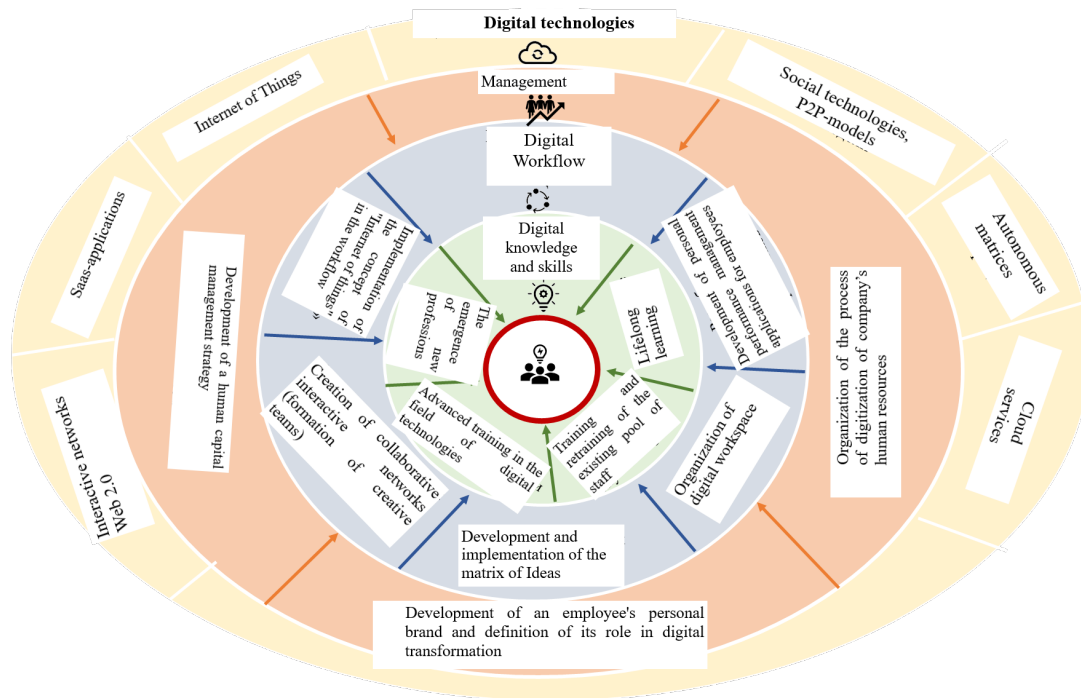 Digital technologies
Management
Internet of Things
Social technologies,
P2P-models
Digital
Workflow
Saas-applications
Autonomous
matrices
Implementation of
the concept of
"Internet of things"
in the workflow
Digital
knowledge
and skills
Development of personal
performance management
applications for employees
Development of a human capital
management strategy
The
emergence
of new
professions
Lifelong
learning
Organization of the process
of digitization of company's
human resources
Interactive networks
Web 2.0
Creation of collaborative
interactive networks
(formation of creative
teams)
Advanced training in the
field of digital
technologies
Training and
retraining of the
existing pool of
staff
Organization of
digital workspace
Cloud
services
Development and
implementation of the
matrix of Ideas
Development of an employee's personal
brand and definition of its role in digital
transformation